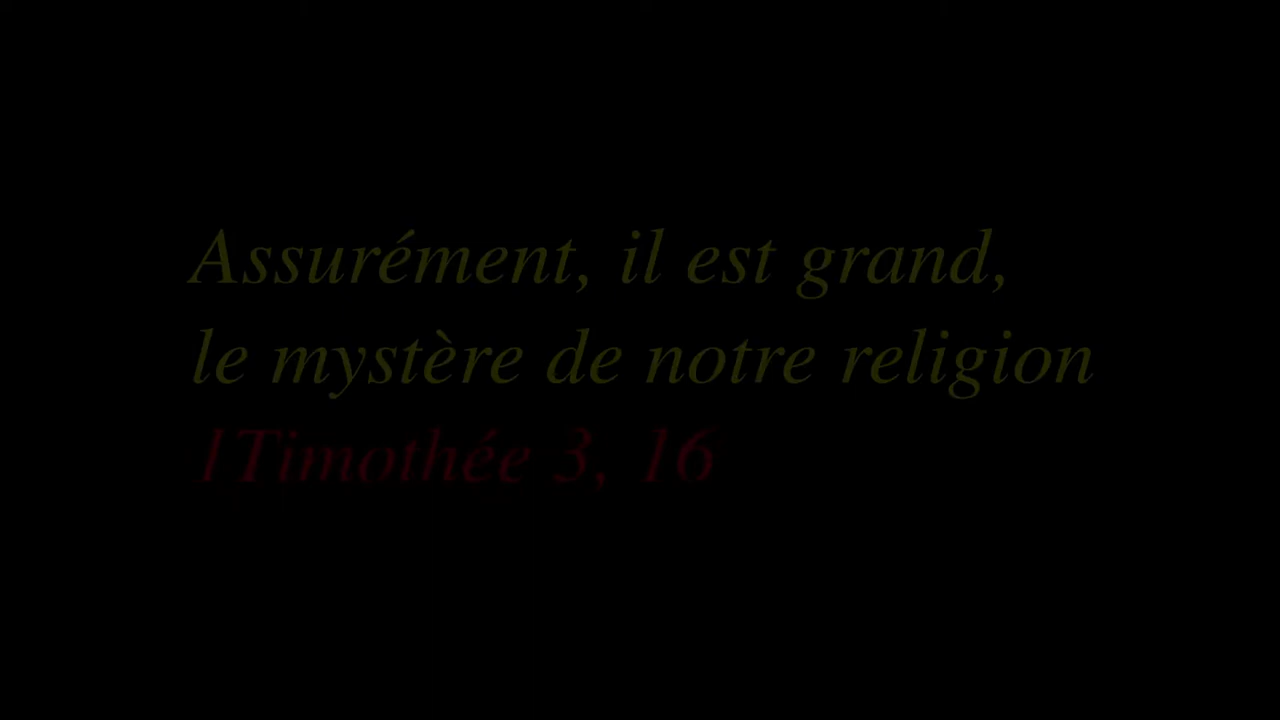 Assurément, il est grand,
le mystère de notre religion
1Timothée 3, 16